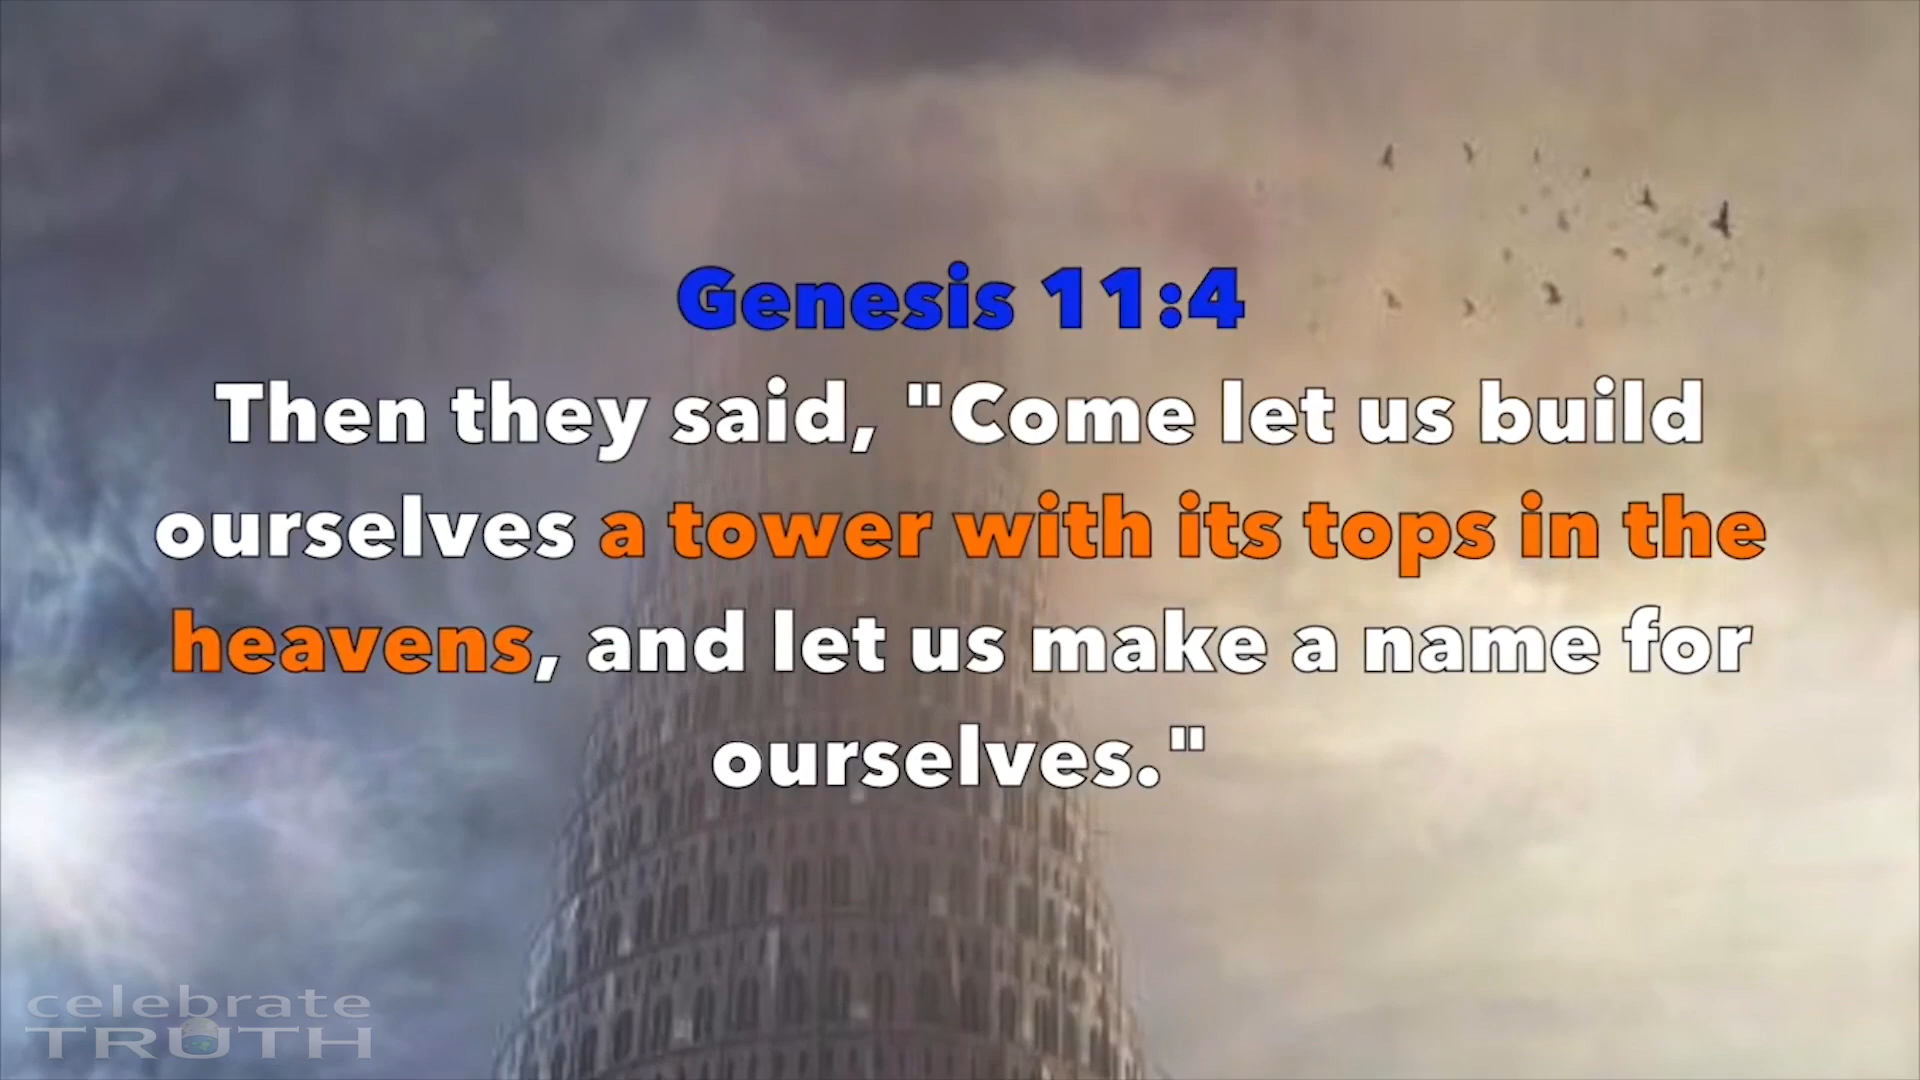 Genesis 11:4
Then they said, "Come let us build
ourselves a tower with its tops in the
heavens, and let us make a name for
ourselves."
celebrate
TRUTH